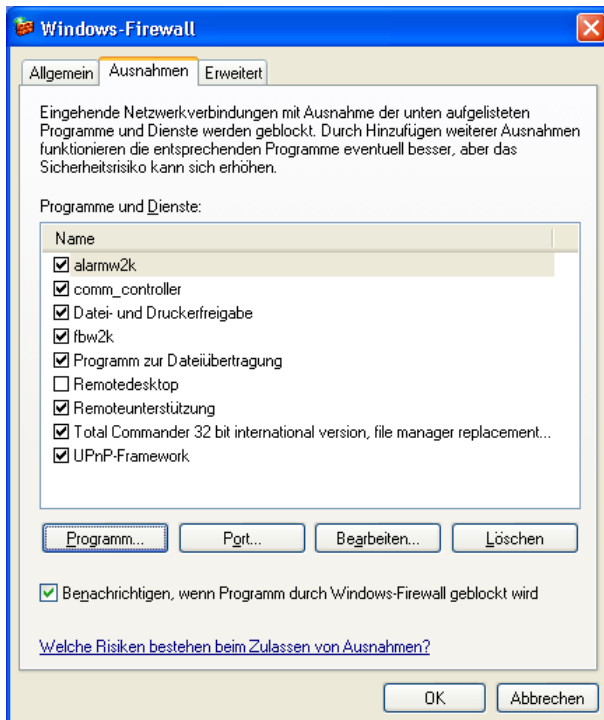 Windows-Firewall
Allgemein Ausnahmen Erweitert
Eingehende Netzwerkverbindungen mit Ausnahme der unten aufgelisteten
Programme und Dienste werden geblockt. Durch Hinzufügen weiterer Ausnahmen
funktionieren die entsprechenden Programme eventuell besser, aber das
Sicherheitsrisiko kann sich erhöhen.
Programme und Dienste:
Name
alarmw2k
comm_controller
Datei- und Druckerfreigabe
fbw2k
Programm zur Dateiübertragung
Remotedesktop
Remoteunterstützung
Total Commander 32 bit international version, file manager replacement...
UPnP-Framework
Programm... Port... Bearbeiten... Löschen
Benachrichtigen, wenn Programm durch Windows-Firewall geblockt wird
Welche Risiken bestehen beim Zulassen von Ausnahmen?
OK Abbrechen